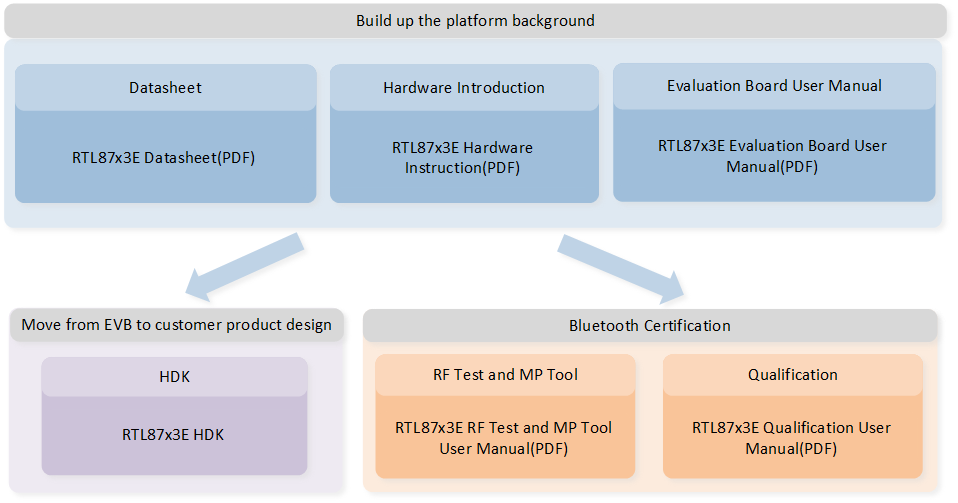 Build up the platform background
Datasheet
RTL87x3E Datasheet(PDF)
Hardware Introduction
RTL87x3E Hardware
Instruction(PDF)
Evaluation Board User Manual
RTL87x3E Evaluation Board User
Manual(PDF)
Move from EVB to customer product design
HDK
RTL87x3E HDK
Bluetooth Certification
RF Test and MP Tool
RTL87x3E RF Test and MP Tool
User Manual(PDF)
Qualification
RTL87x3E Qualification User
Manual(PDF)